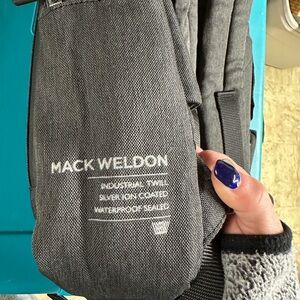 MACK WELDON
INDUSTRIAL TWILL
SILVER ION COATED
WATERPROOF SEALED